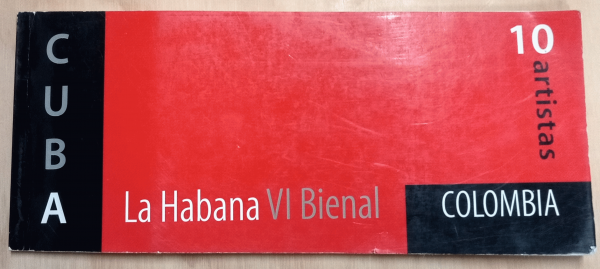 CUBA
La Habana VI Bienal
10
artistas
COLOMBIA